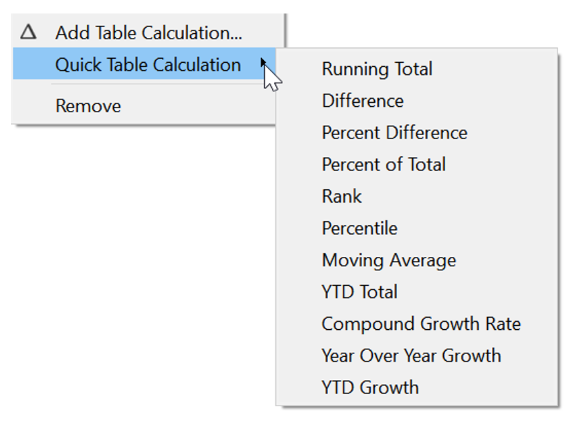 Add Table Calculation...
Quick Table Calculation
Remove
Running Total
Difference
Percent Difference
Percent of Total
Rank
Percentile
Moving Average
YTD Total
Compound Growth Rate
Year Over Year Growth
YTD Growth